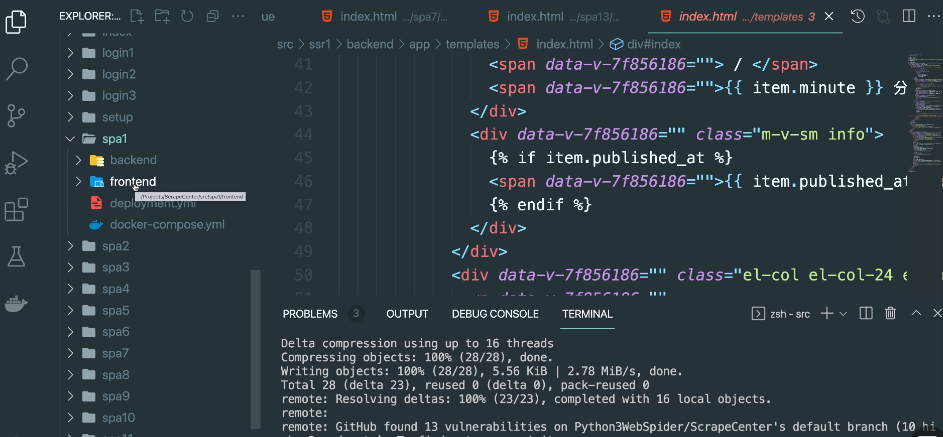 EXPLORER:...
ue
index.html .../spa7/...
index.html .../spa13/...
index.html .../templates 3
src > ssr1 > backend > app > templates > index.html > div#index
login1
login2
login3
setup
spa1
backend
frontend
deployment.yml
docker-compose.yml
spa2
spa3
spa4
spa5
spa6
spa7
spa8
spa9
spa10
41 <span data-v-7f856186=""> / </span>
42 <span data-v-7f856186="">{{ item.minute }} 分
43 </div>
44 <div data-v-7f856186="" class="m-v-sm info">
45 {% if item.published_at %}
46 <span data-v-7f856186="">{{ item.published_at
47 {% endif %}
48 </div>
49 </div>
50 <div data-v-7f856186="" class="el-col el-col-24 e
PROBLEMS 3 OUTPUT DEBUG CONSOLE TERMINAL zsh - src
Delta compression using up to 16 threads
Compressing objects: 100% (28/28), done.
Writing objects: 100% (28/28), 5.56 KiB | 2.78 MiB/s, done.
Total 28 (delta 23), reused 0 (delta 0), pack-reused 0
remote: Resolving deltas: 100% (23/23), completed with 16 local objects.
remote:
remote: GitHub found 13 vulnerabilities on Python3WebSpider/ScrapeCenter's default branch (10 hi